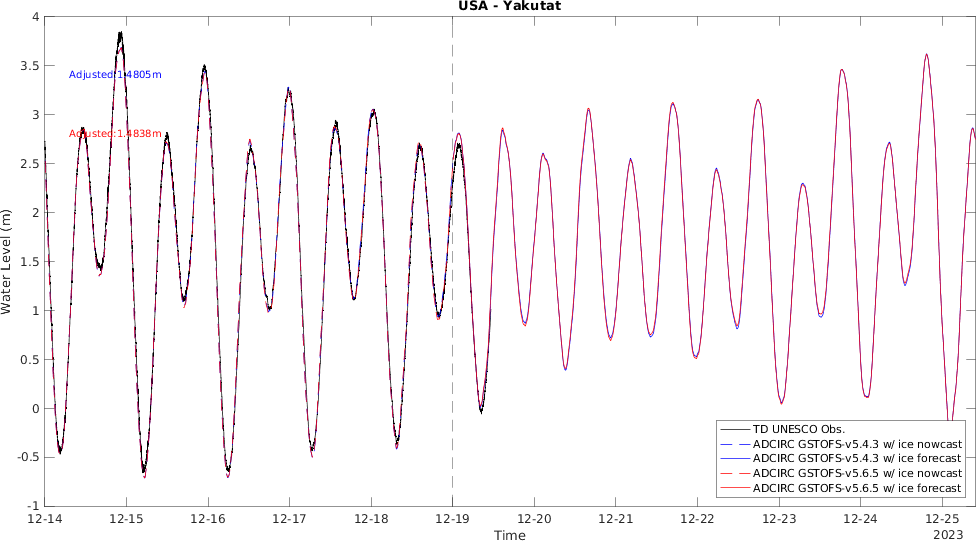 USA - Yakutat
4
3.5
3
2.5
2
1.5
1
0.5
0
-0.5
-1
Water Level (m)
Adjusted:1.4805m
Adjusted:1.4838m
TD UNESCO Obs.
ADCIRC GSTOFS-v5.4.3 w/ ice nowcast
ADCIRC GSTOFS-v5.4.3 w/ ice forecast
ADCIRC GSTOFS-v5.6.5 w/ ice nowcast
ADCIRC GSTOFS-v5.6.5 w/ ice forecast
12-14 12-15 12-16 12-17 12-18 12-19 12-20 12-21 12-22 12-23 12-24 12-25
Time
2023